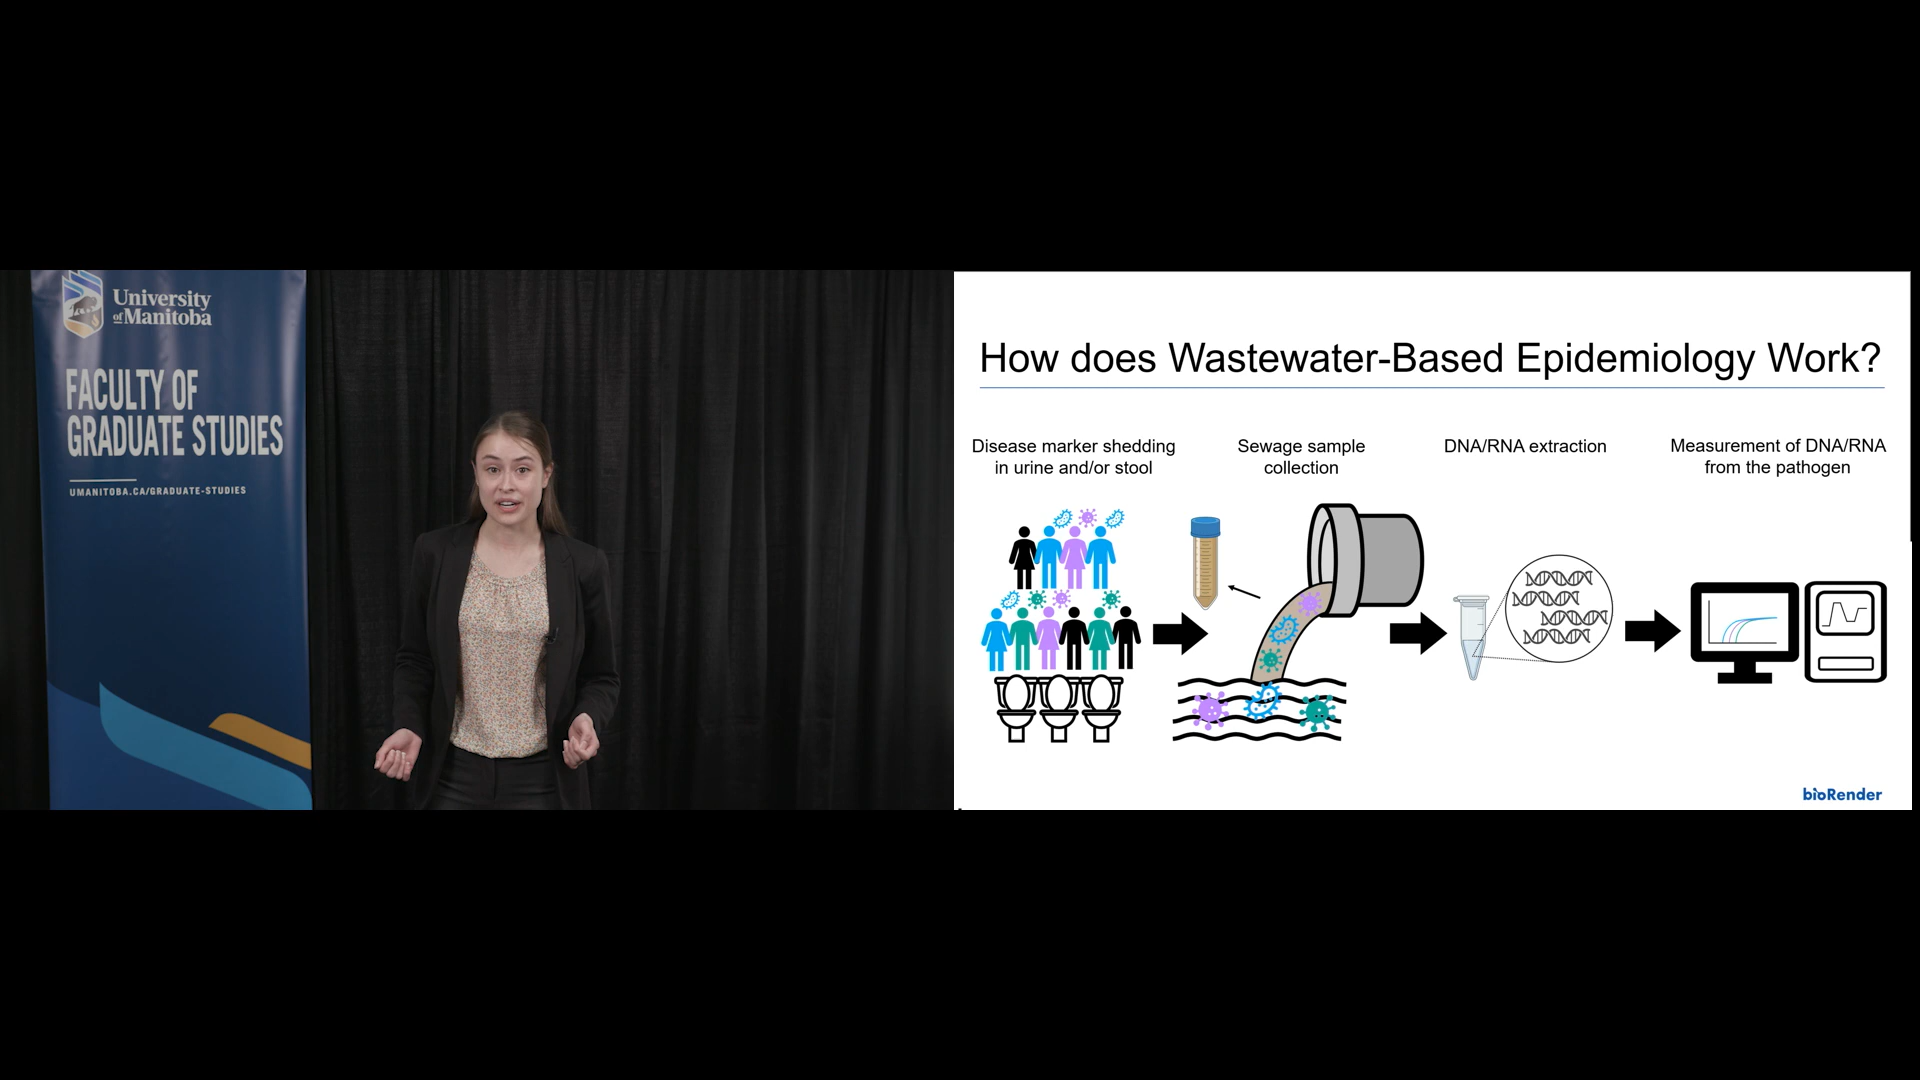 University
of Manitoba
FACULTY OF
GRADUATE STUDIES
UMANITOBA.CA/GRADUATE-STUDIES
How does Wastewater-Based Epidemiology Work?
Disease marker shedding
in urine and/or stool
Sewage sample
collection
DNA/RNA extraction
Measurement of DNA/RNA
from the pathogen
bioRender